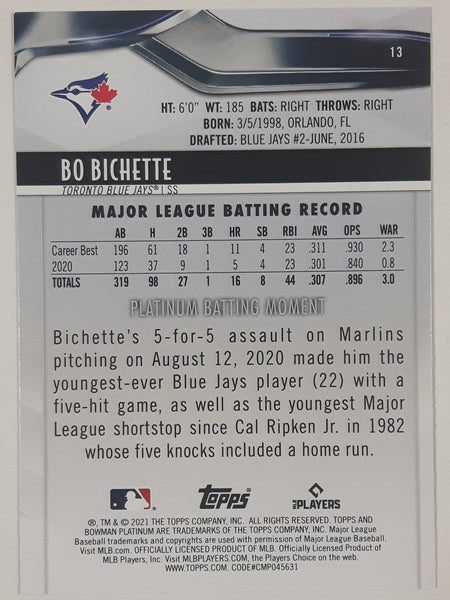 13
HT: 6'0" WT: 185 BATS: RIGHT THROWS: RIGHT
BORN: 3/5/1998, ORLANDO, FL
DRAFTED: BLUE JAYS #2-JUNE, 2016
BO BICHETTE
TORONTO BLUE JAYS® | SS
MAJOR LEAGUE BATTING RECORD
AB H 2B 3B HR SB RBI AVG OPS WAR
Career Best 196 61 18 1 11 4 23 .311 .930 2.3
2020 123 37 9 1 5 4 23 .301 .840 0.8
TOTALS 319 98 27 1 16 8 44 .307 .896 3.0
PLATINUM BATTING MOMENT
Bichette's 5-for-5 assault on Marlins
pitching on August 12, 2020 made him the
youngest-ever Blue Jays player (22) with a
five-hit game, as well as the youngest Major
League shortstop since Cal Ripken Jr. in 1982
whose five knocks included a home run.
Topps
MLB PLAYERS
®, TM & © 2021 THE TOPPS COMPANY, INC. ALL RIGHTS RESERVED. TOPPS AND
BOWMAN PLATINUM ARE TRADEMARKS OF THE TOPPS COMPANY, INC. Major League
Baseball trademarks and copyrights are used with permission of Major League Baseball.
Visit MLB.com. OFFICIALLY LICENSED PRODUCT OF MLB. Officially Licensed Product of
MLB Players, Inc. Visit MLBPLAYERS.com, the Players Choice on the web.
WWW.TOPPS.COM. CODE#CMP045631